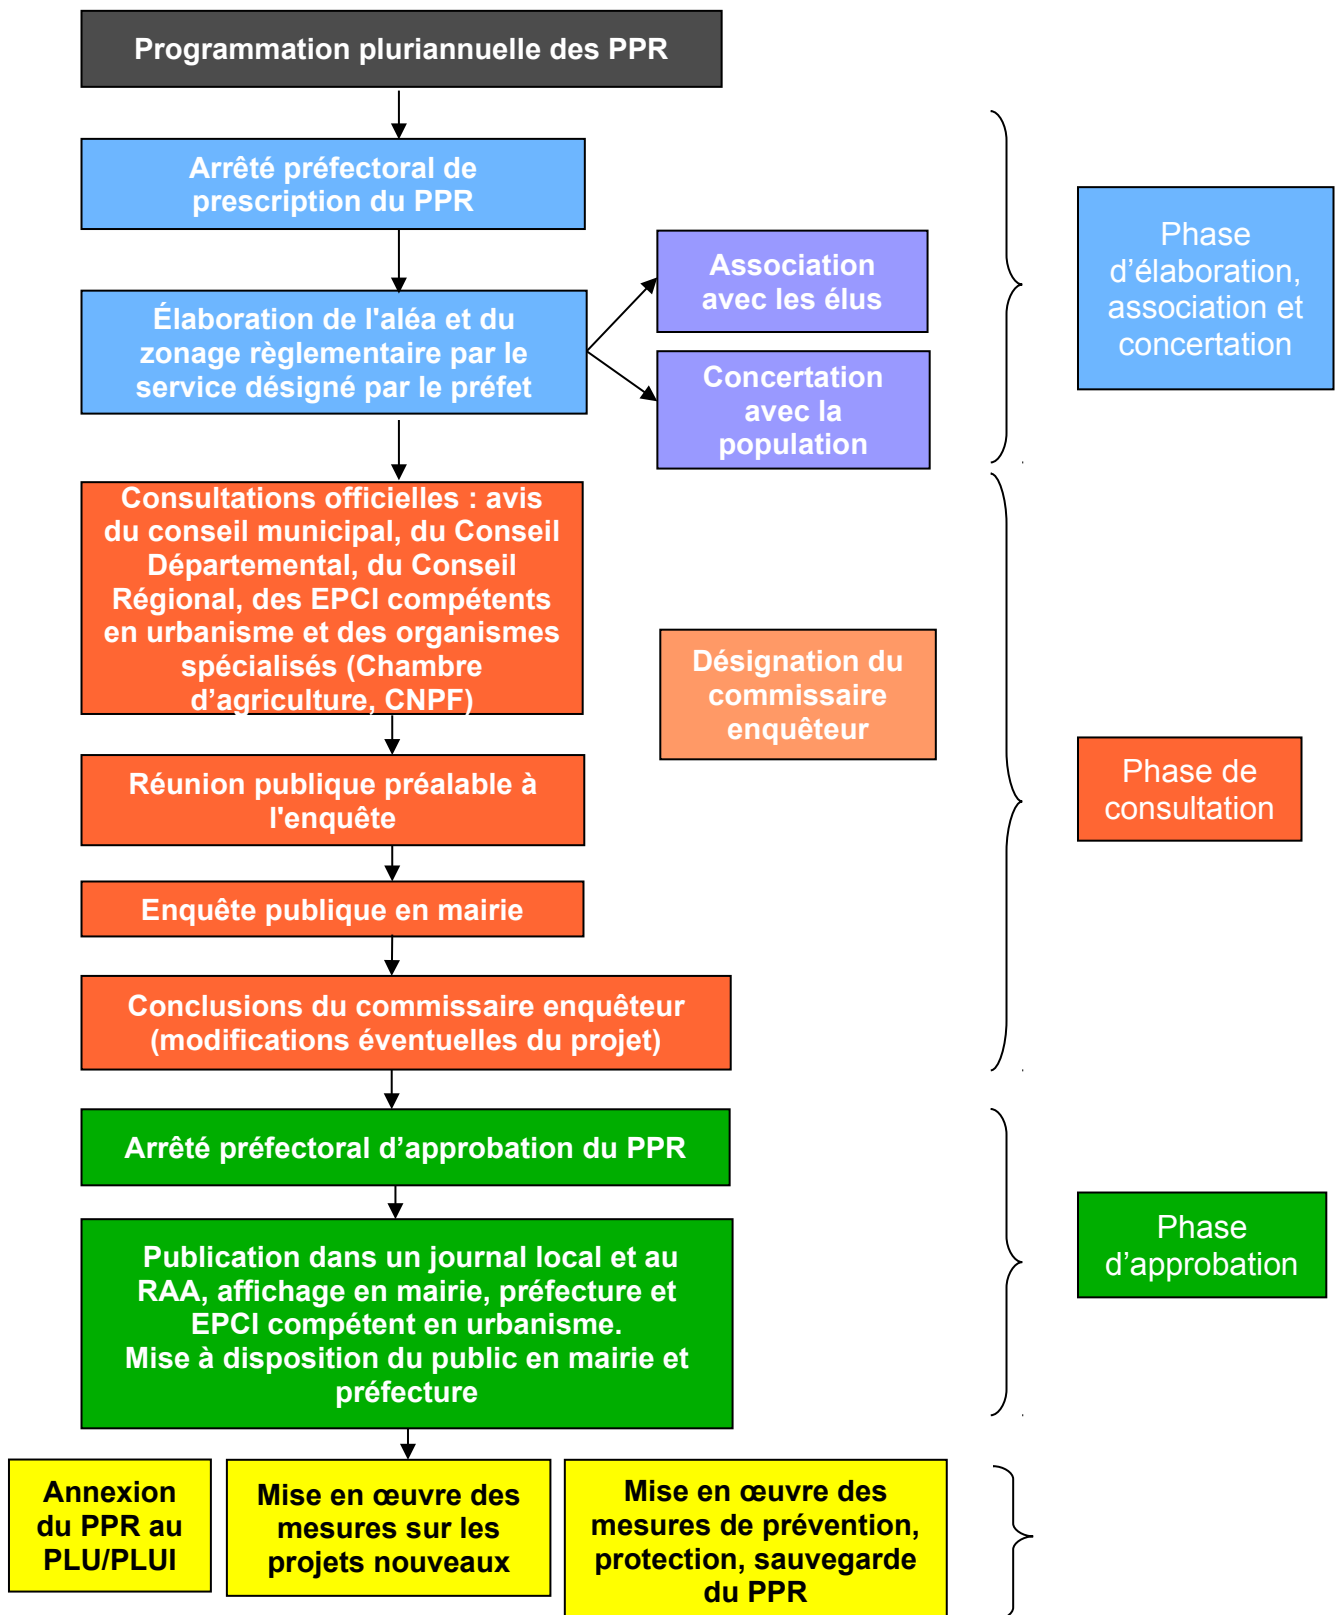 Programmation pluriannuelle des PPR
Arrêté préfectoral de
prescription du PPR
Élaboration de l'aléa et du
zonage règlementaire par le
service désigné par le préfet
Association
avec les élus
Concertation
avec la
population
Phase
d’élaboration,
association et
concertation
Consultations officielles : avis
du conseil municipal, du Conseil
Départemental, du Conseil
Régional, des EPCI compétents
en urbanisme et des organismes
spécialisés (Chambre
d’agriculture, CNPF)
Désignation du
commissaire
enquêteur
Réunion publique préalable à
l'enquête
Enquête publique en mairie
Conclusions du commissaire enquêteur
(modifications éventuelles du projet)
Phase de
consultation
Arrêté préfectoral d’approbation du PPR
Publication dans un journal local et au
RAA, affichage en mairie, préfecture et
EPCI compétent en urbanisme.
Mise à disposition du public en mairie et
préfecture
Phase
d’approbation
Annexion
du PPR au
PLU/PLUI
Mise en œuvre des
mesures sur les
projets nouveaux
Mise en œuvre des
mesures de prévention,
protection, sauvegarde
du PPR